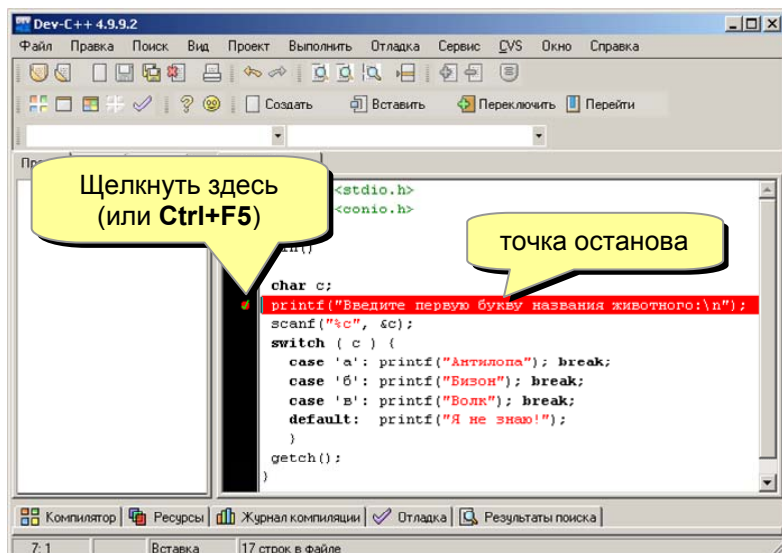 Dev-C++ 4.9.9.2
Файл Правка Поиск Вид Проект Выполнить Отладка Сервис CVS Окно Справка
Создать Вставить Переключить Перейти
Щелкнуть здесь
(или Ctrl+F5)
<stdio.h>
<conio.h>
точка останова
char c;
printf("Введите первую букву названия животного:\n");
scanf("%c", &c);
switch ( c ) {
case 'а': printf("Антилопа"); break;
case 'б': printf("Бизон"); break;
case 'в': printf("Волк"); break;
default: printf("Я не знаю!");
}
getch();
}
Компилятор Ресурсы Журнал компиляции Отладка Результаты поиска
7: 1 Вставка 17 строк в файле